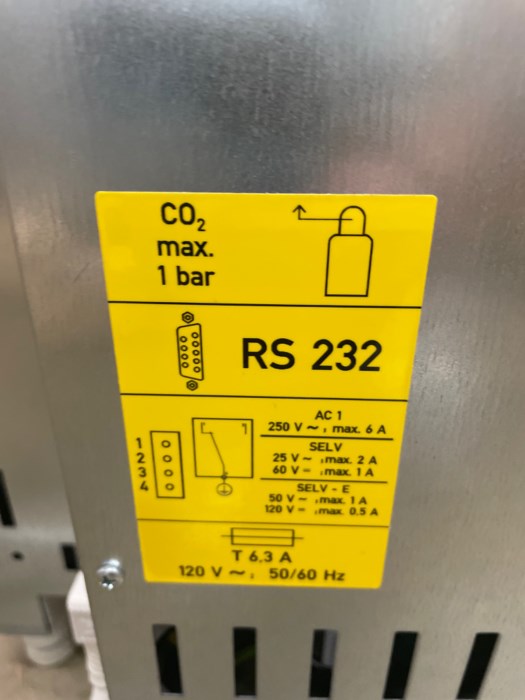 CO₂
max.
1 bar
RS 232
1
2
3
4
AC 1
250 V ~, max. 6 A
SELV
25 V ~ , max. 2 A
60 V = , max. 1 A
SELV - E
50 V ~ , max. 1 A
120 V = , max. 0.5 A
T 6,3 A
120 V ~, 50/60 Hz